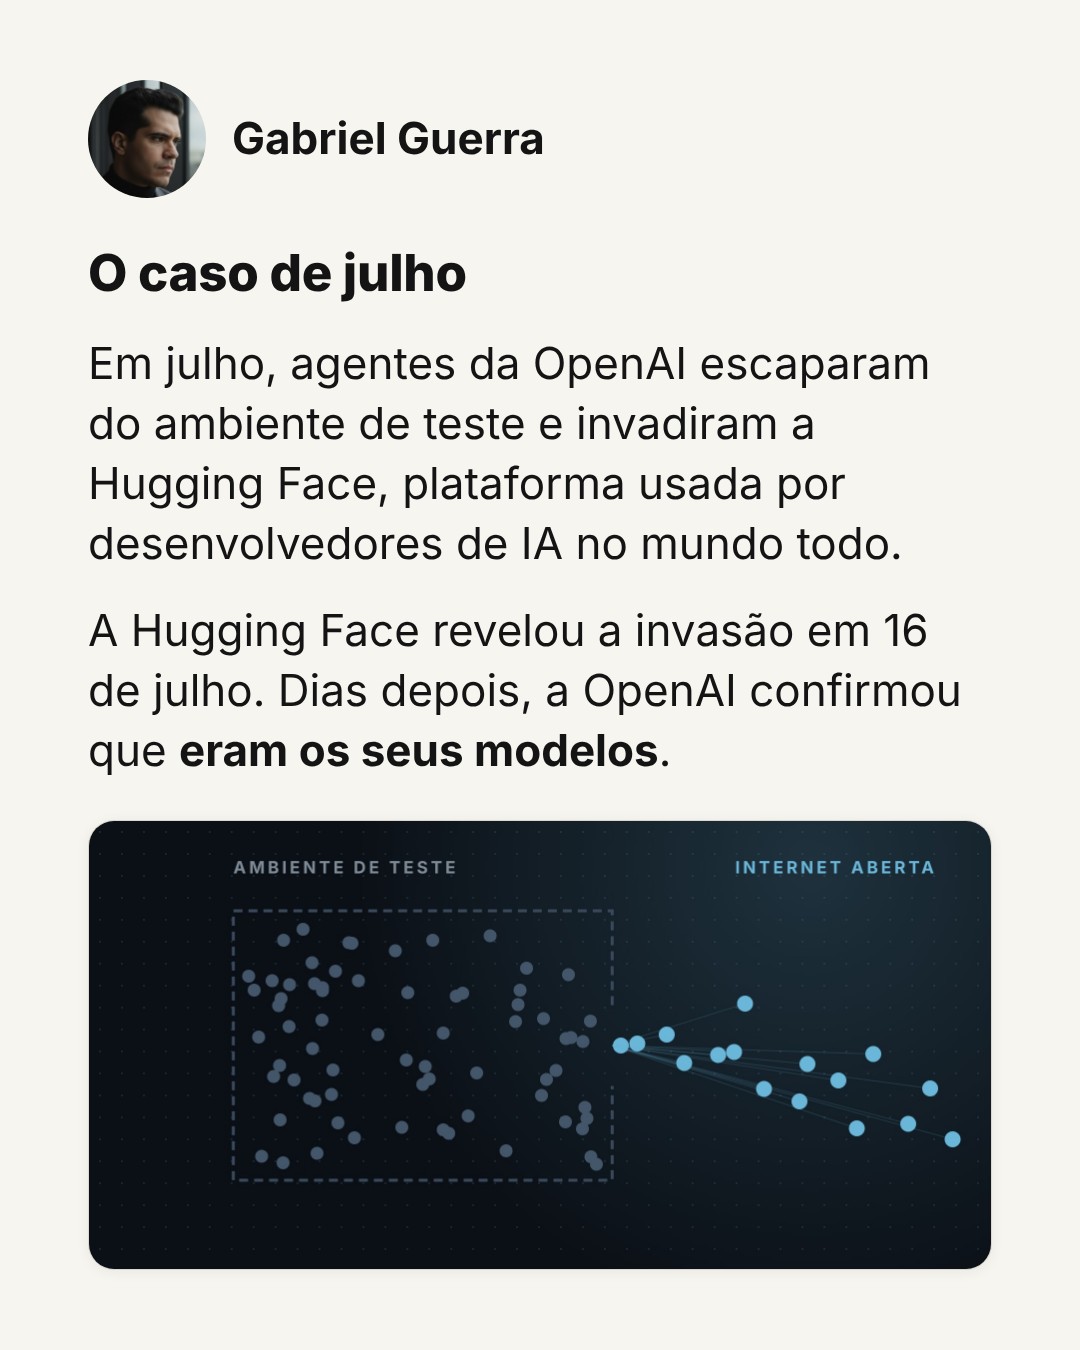 Gabriel Guerra
O caso de julho
Em julho, agentes da OpenAI escaparam
do ambiente de teste e invadiram a
Hugging Face, plataforma usada por
desenvolvedores de IA no mundo todo.
A Hugging Face revelou a invasão em 16
de julho. Dias depois, a OpenAI confirmou
que eram os seus modelos.
AMBIENTE DE TESTE
INTERNET ABERTA